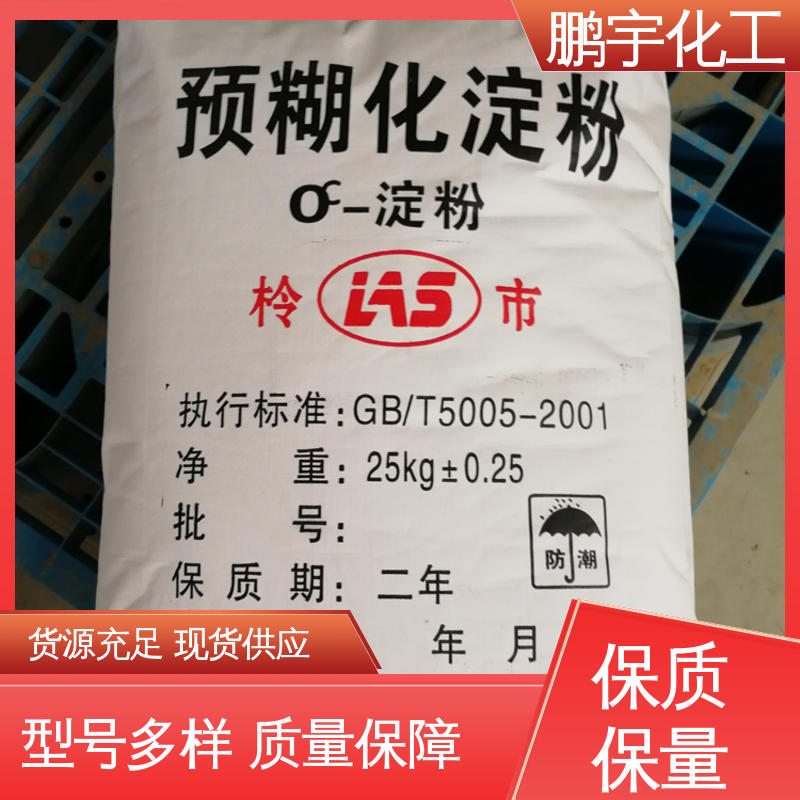 鹏宇化工
预糊化淀粉
α-淀粉
柃 LAS 市
执行标准:GB/T5005-2001
净 重:25kg±0.25
批 号:
防潮
保质期:二年
年 月
货源充足 现货供应
型号多样 质量保障
保质
保量